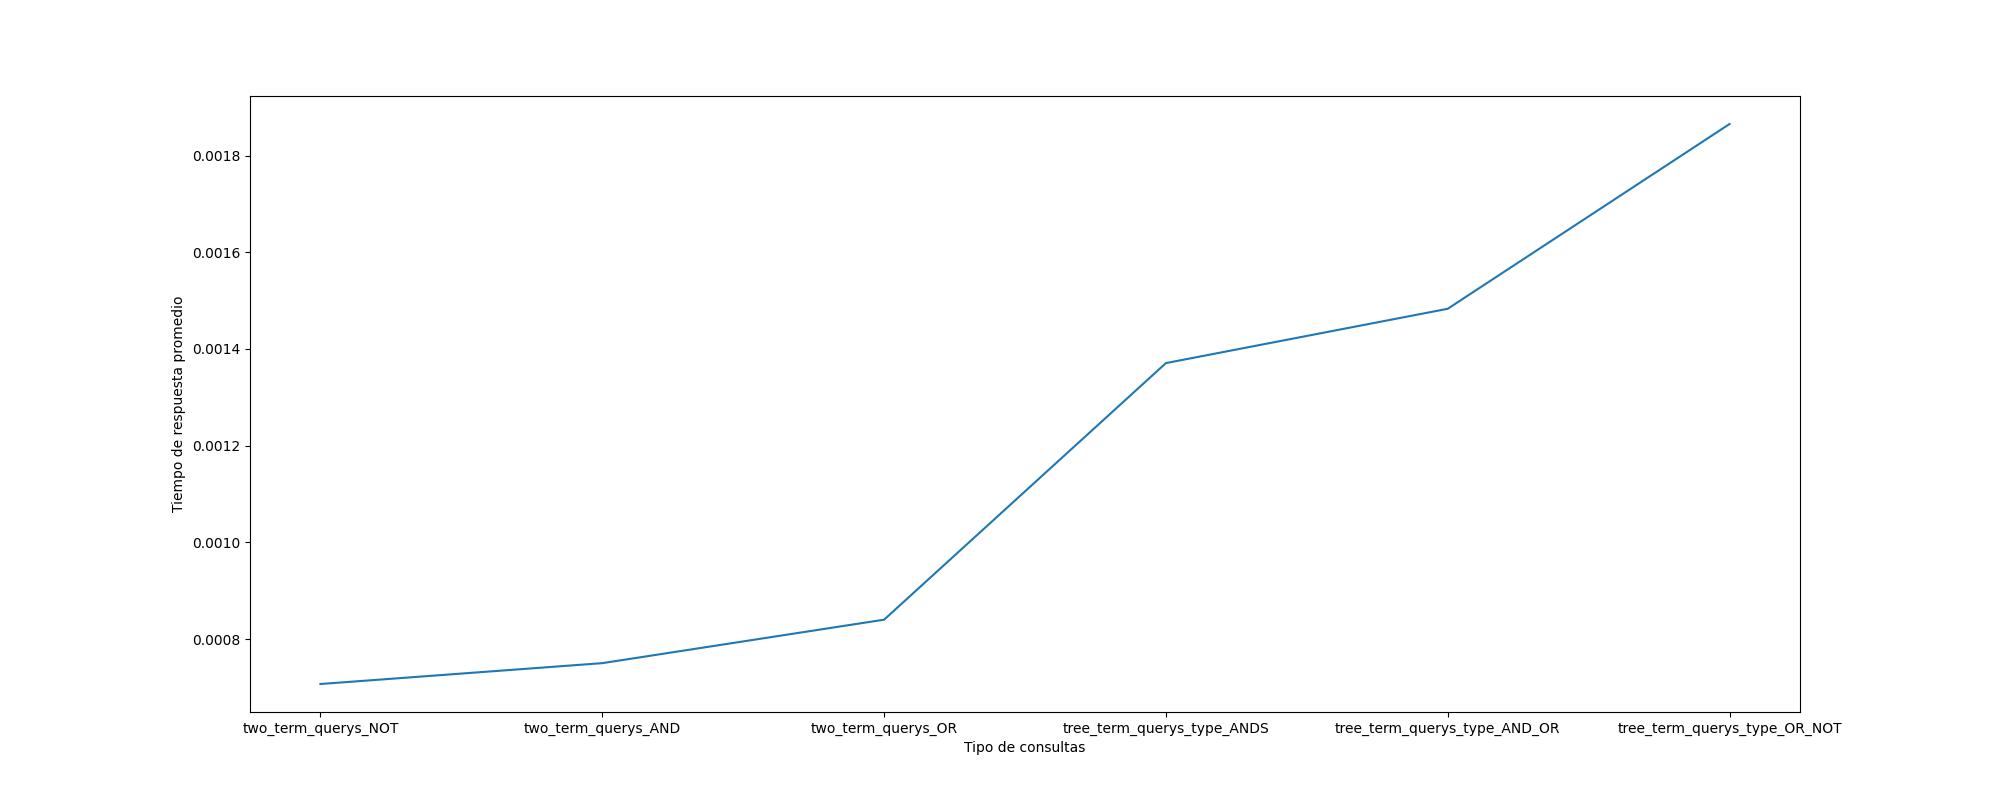 0.0018
0.0016
0.0014
0.0012
0.0010
0.0008
Tiempo de respuesta promedio
two_term_querys_NOT two_term_querys_AND two_term_querys_OR tree_term_querys_type_ANDS tree_term_querys_type_AND_OR tree_term_querys_type_OR_NOT
Tipo de consultas